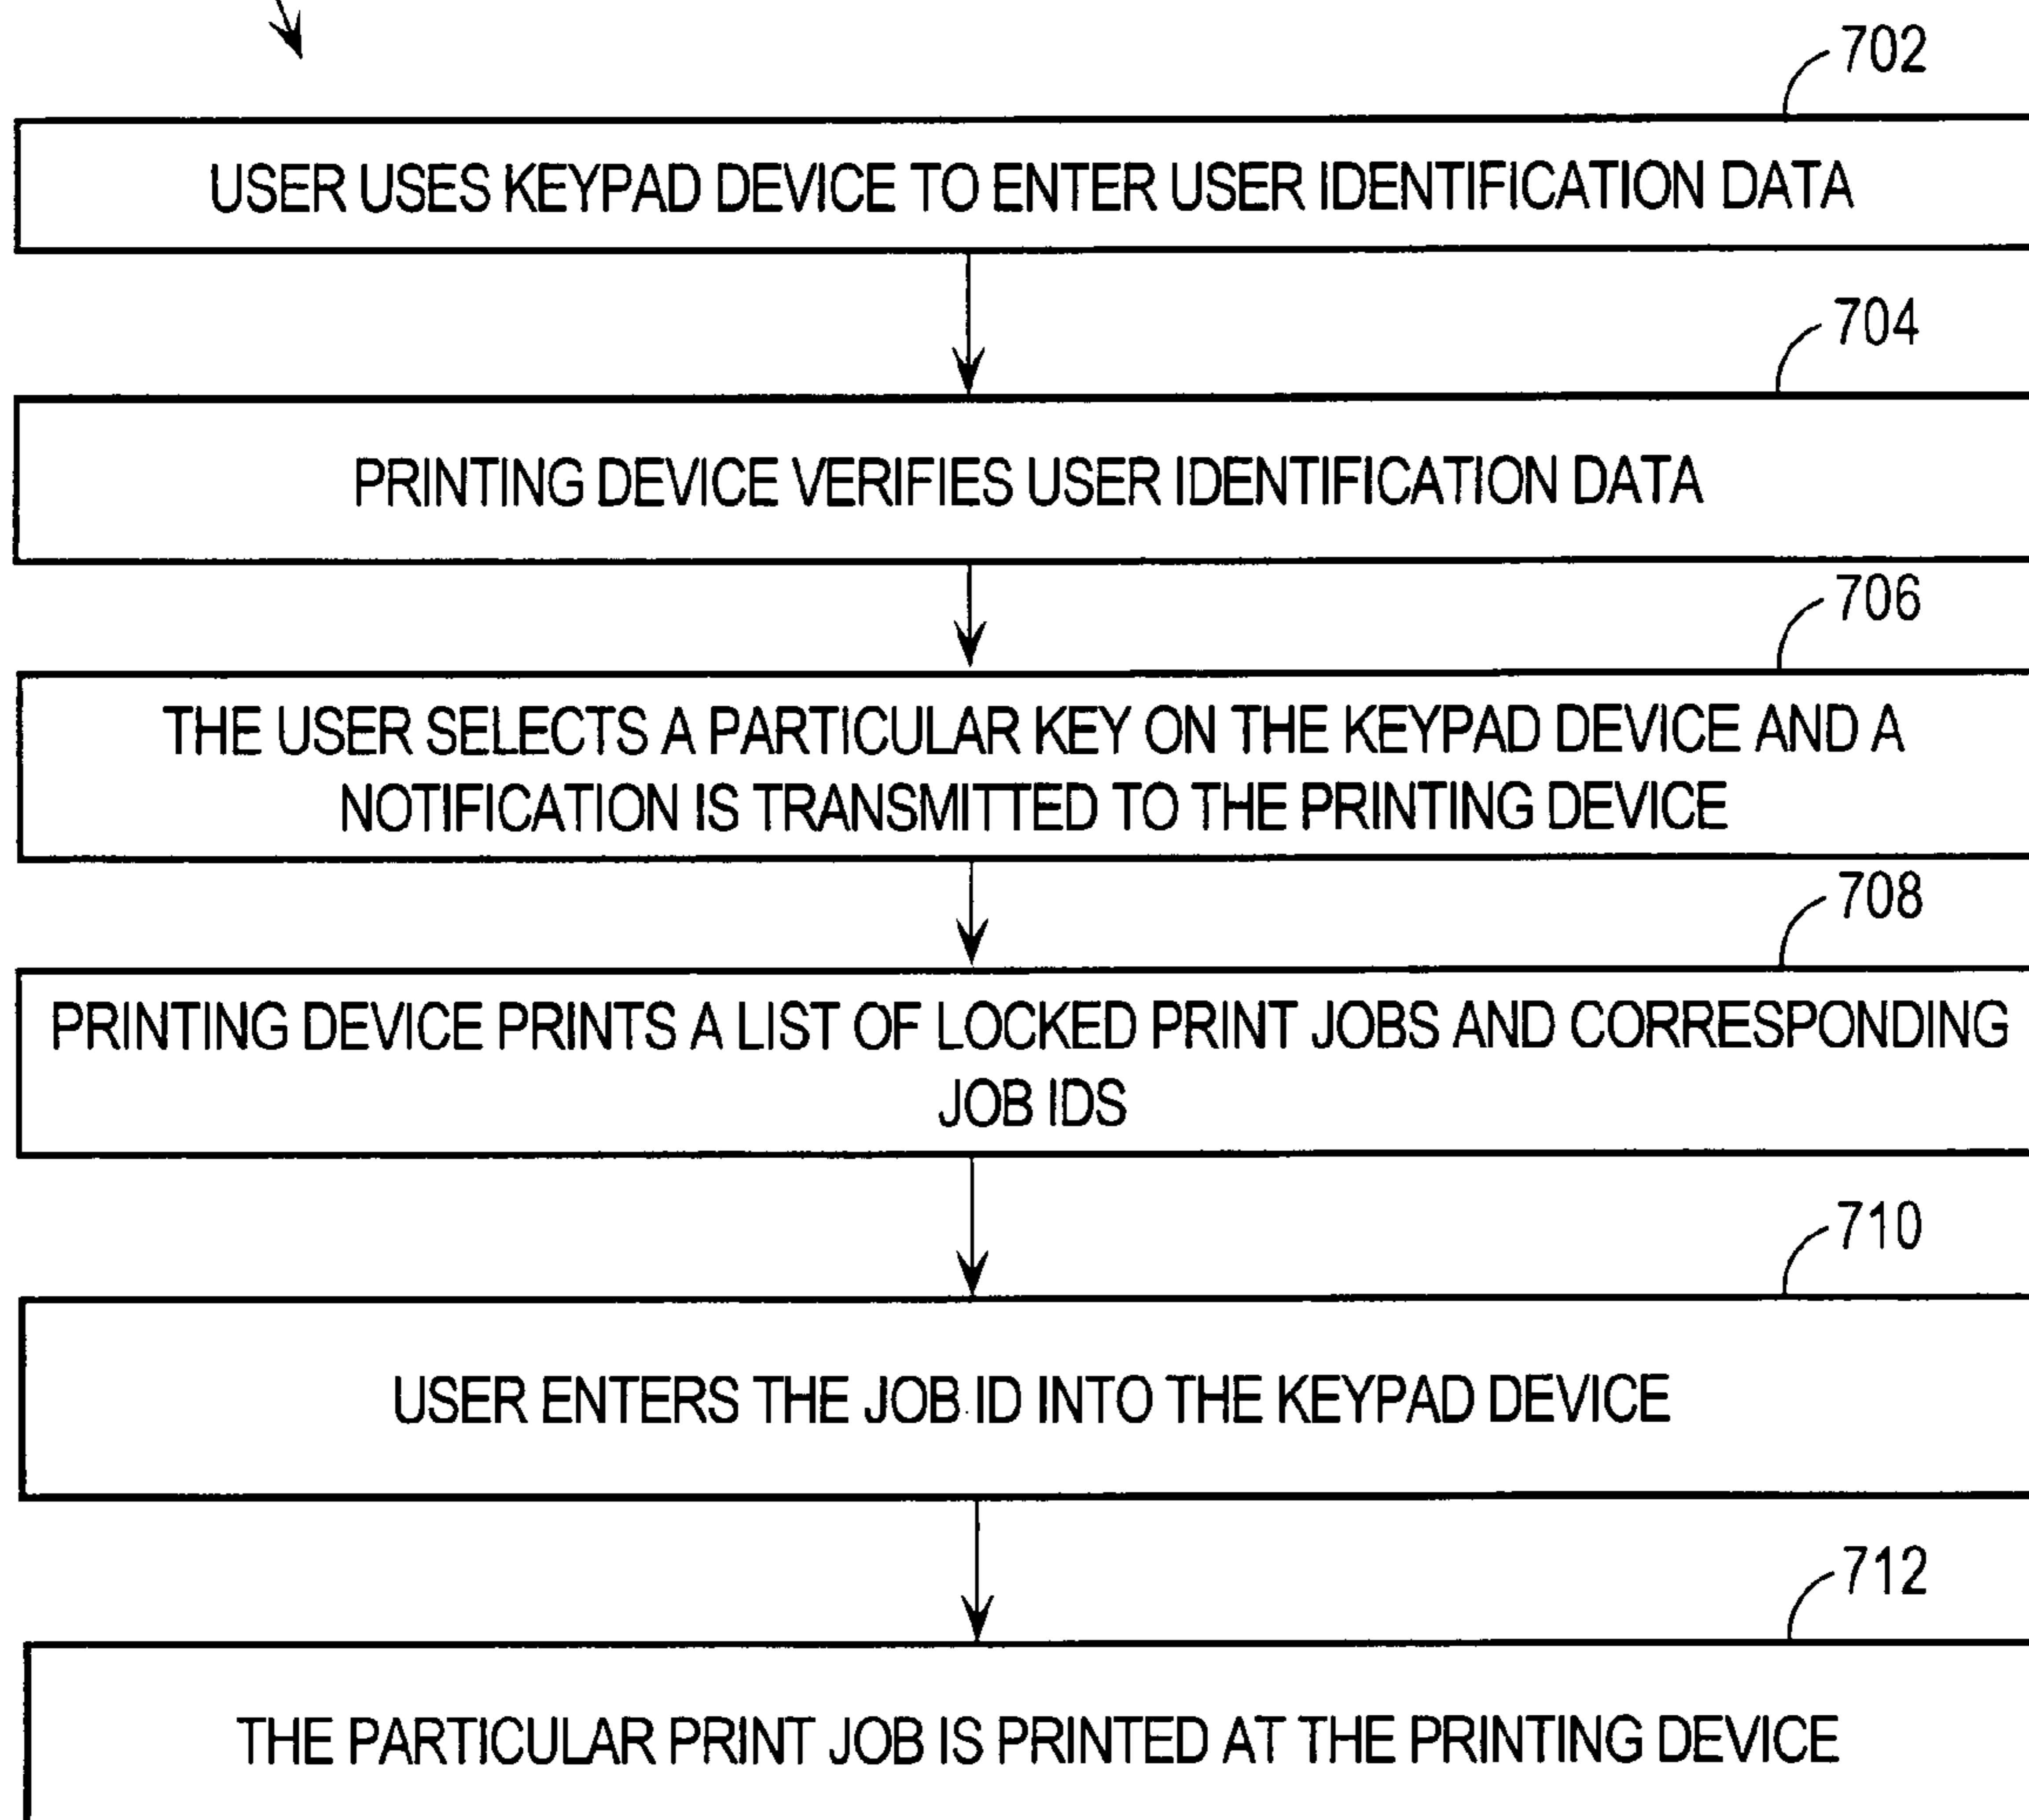 702
USER USES KEYPAD DEVICE TO ENTER USER IDENTIFICATION DATA
704
PRINTING DEVICE VERIFIES USER IDENTIFICATION DATA
706
THE USER SELECTS A PARTICULAR KEY ON THE KEYPAD DEVICE AND A
NOTIFICATION IS TRANSMITTED TO THE PRINTING DEVICE
708
PRINTING DEVICE PRINTS A LIST OF LOCKED PRINT JOBS AND CORRESPONDING
JOB IDS
710
USER ENTERS THE JOB ID INTO THE KEYPAD DEVICE
712
THE PARTICULAR PRINT JOB IS PRINTED AT THE PRINTING DEVICE